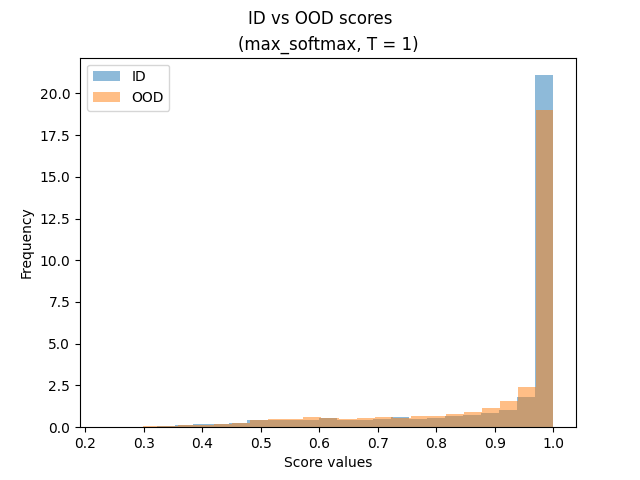 ID vs OOD scores
(max_softmax, T = 1)
ID
OOD
Frequency
20.0
17.5
15.0
12.5
10.0
7.5
5.0
2.5
0.0
0.2 0.3 0.4 0.5 0.6 0.7 0.8 0.9 1.0
Score values